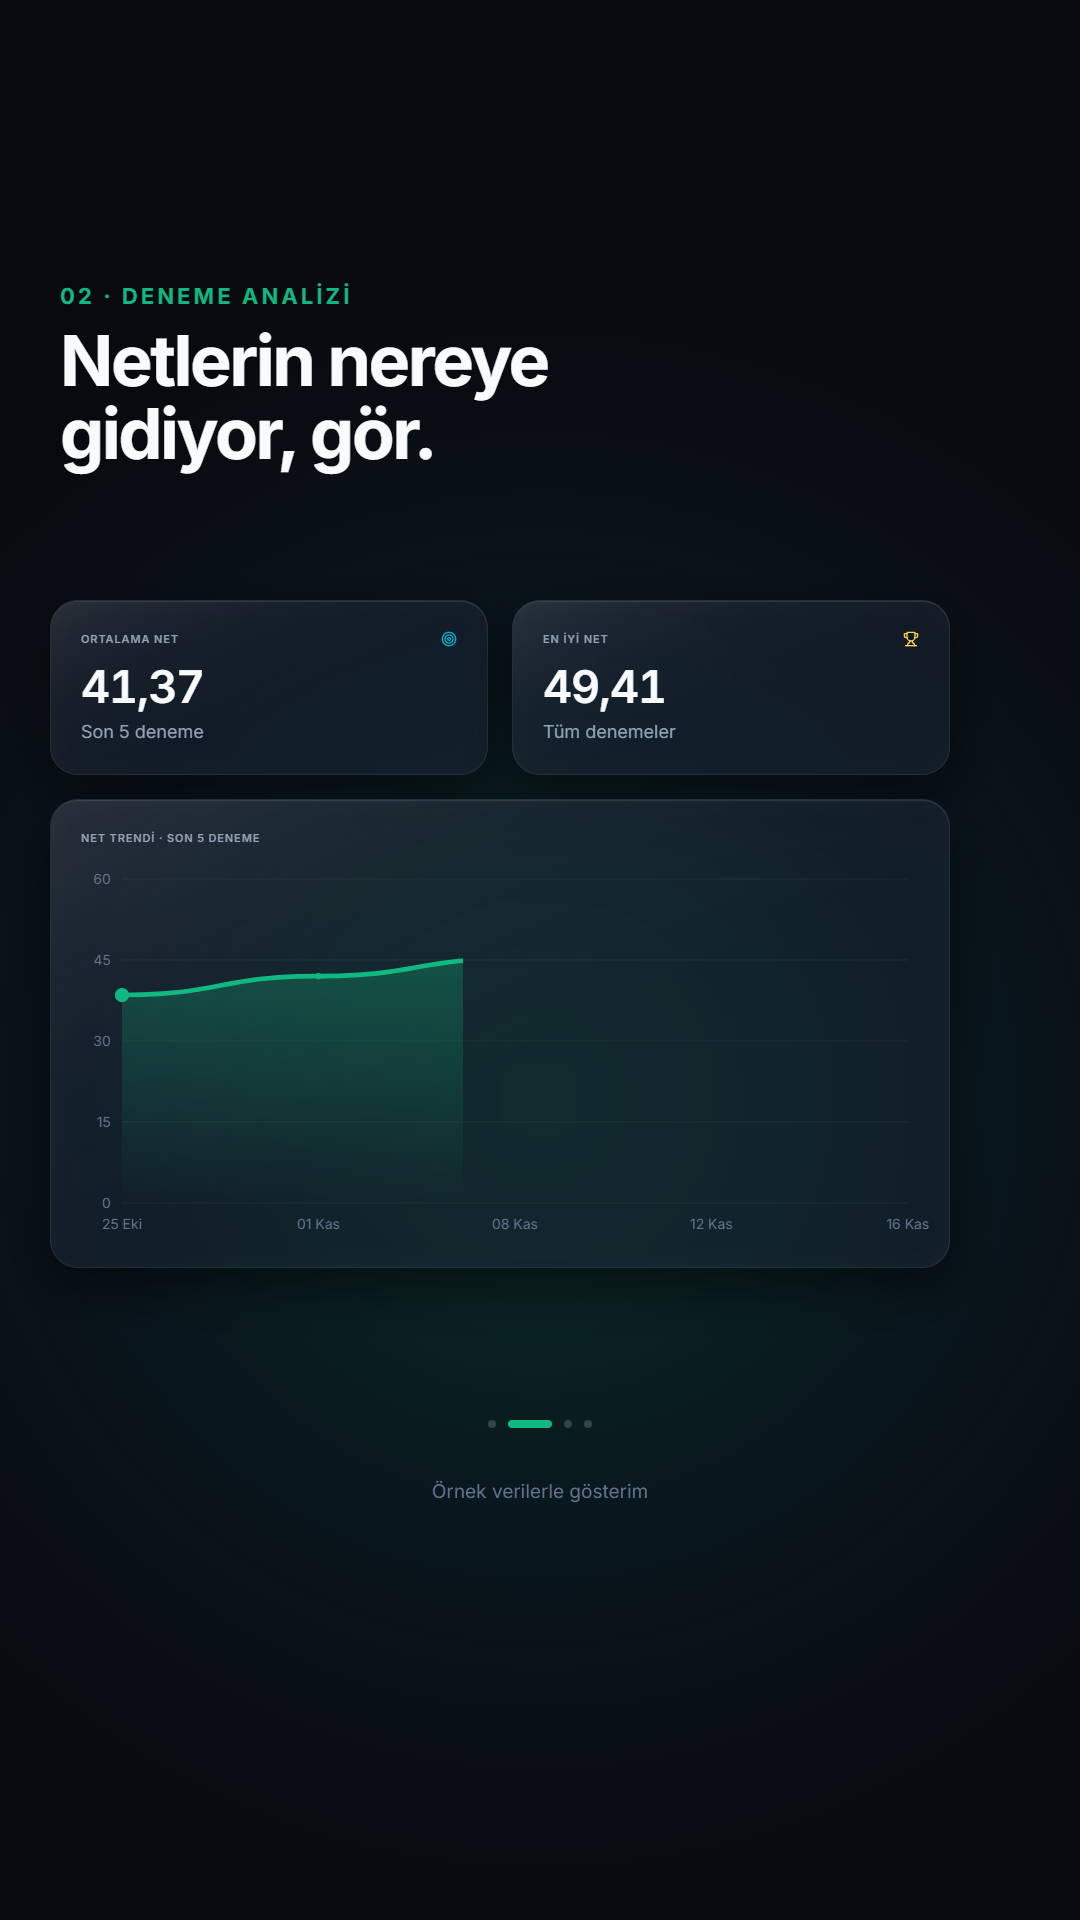 02 · DENEME ANALİZİ
Netlerin nereye
gidiyor, gör.
ORTALAMA NET
41,37
Son 5 deneme
EN İYİ NET
49,41
Tüm denemeler
NET TRENDİ · SON 5 DENEME
60
45
30
15
0
25 Eki 01 Kas 08 Kas 12 Kas 16 Kas
Örnek verilerle gösterim